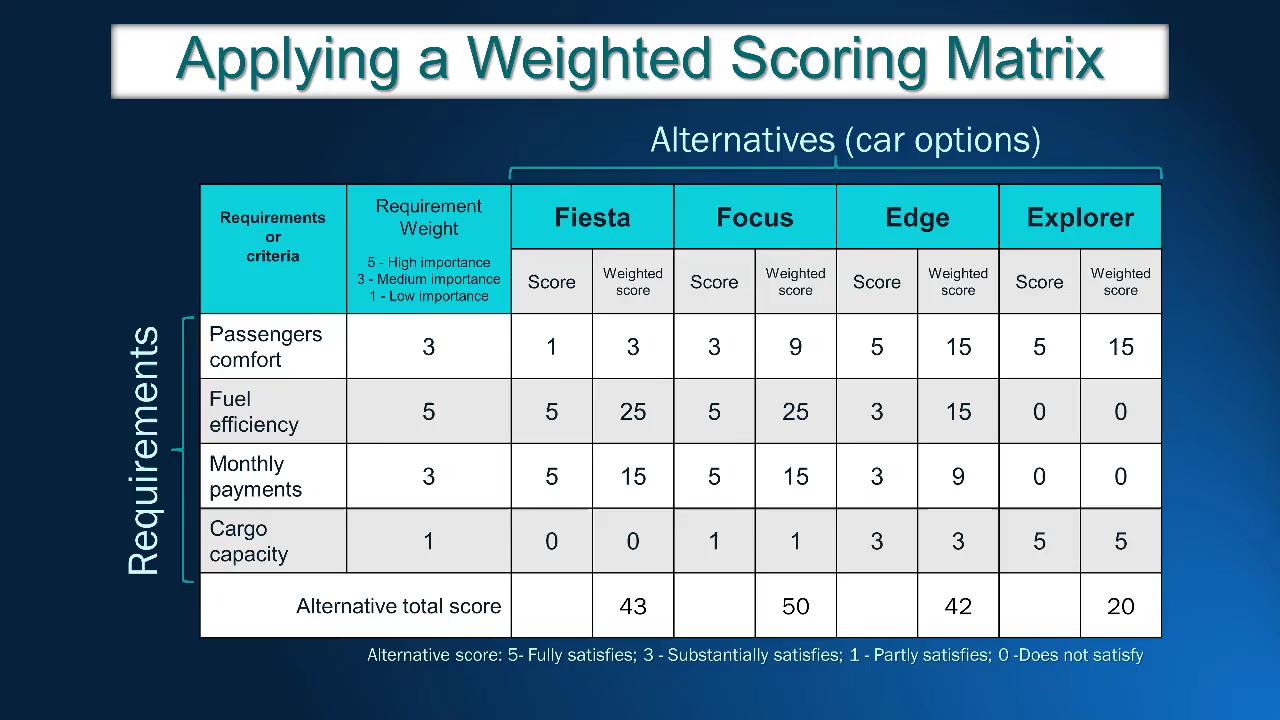 Applying a Weighted Scoring Matrix
Alternatives (car options)
Requirements
Requirements
or
criteria
Requirement
Weight
5 - High importance
3 - Medium importance
1 - Low importance
Fiesta Focus Edge Explorer
Score Weighted score Score Weighted score Score Weighted score Score Weighted score
Passengers
comfort
3 1 3 3 9 5 15 5 15
Fuel
efficiency
5 5 25 5 25 3 15 0 0
Monthly
payments
3 5 15 5 15 3 9 0 0
Cargo
capacity
1 0 0 1 1 3 3 5 5
Alternative total score 43 50 42 20
Alternative score: 5- Fully satisfies; 3 - Substantially satisfies; 1 - Partly satisfies; 0 -Does not satisfy